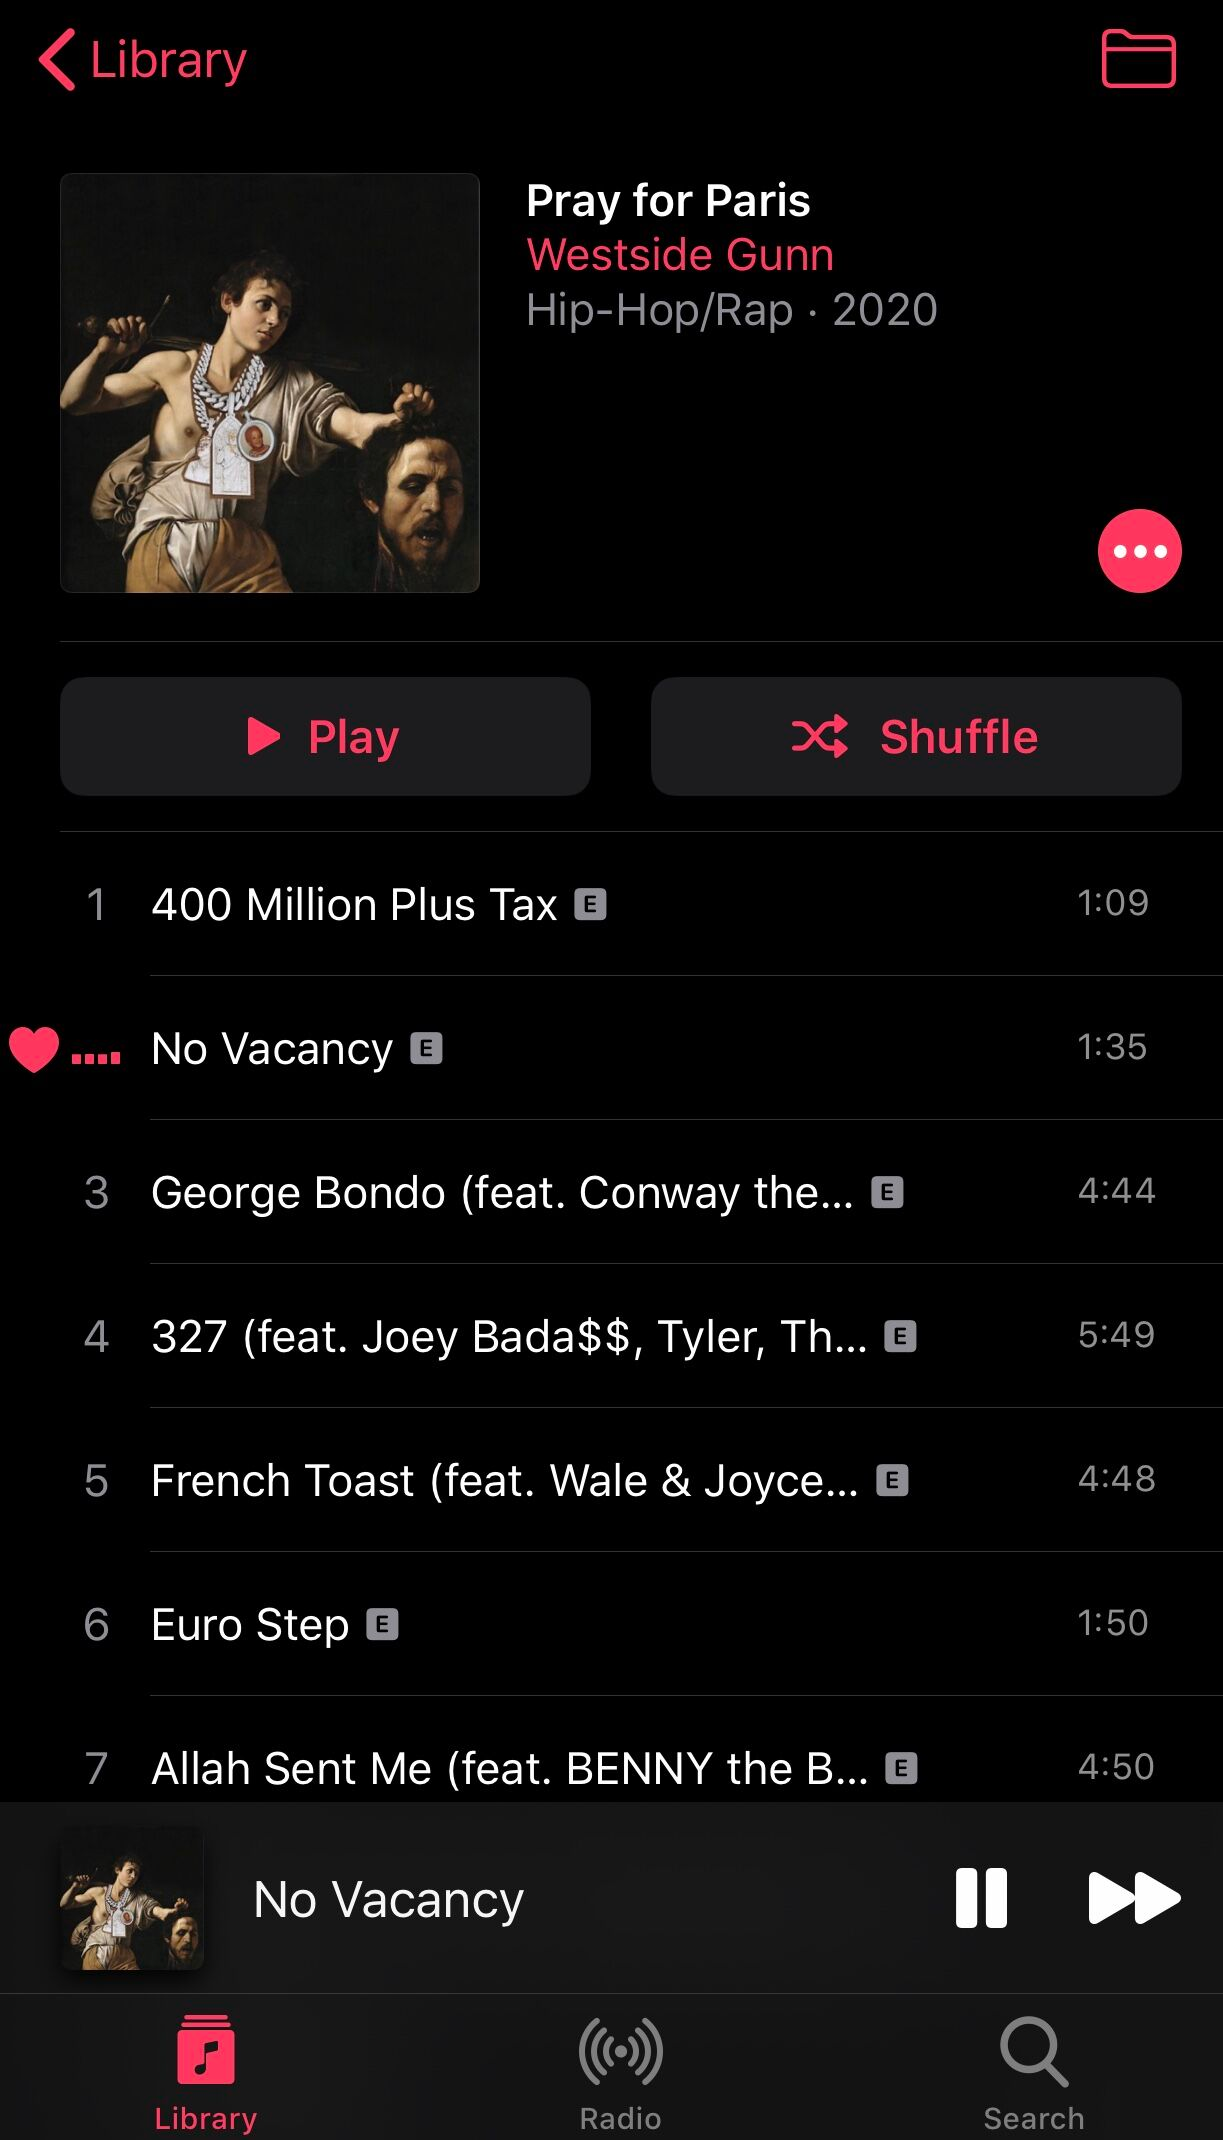 Library
Pray for Paris
Westside Gunn
Hip-Hop/Rap · 2020
Play
Shuffle
1 400 Million Plus Tax E 1:09
No Vacancy E 1:35
3 George Bondo (feat. Conway the... E 4:44
4 327 (feat. Joey Bada$$, Tyler, Th... E 5:49
5 French Toast (feat. Wale & Joyce... E 4:48
6 Euro Step E 1:50
7 Allah Sent Me (feat. BENNY the B... E 4:50
No Vacancy
Library Radio Search